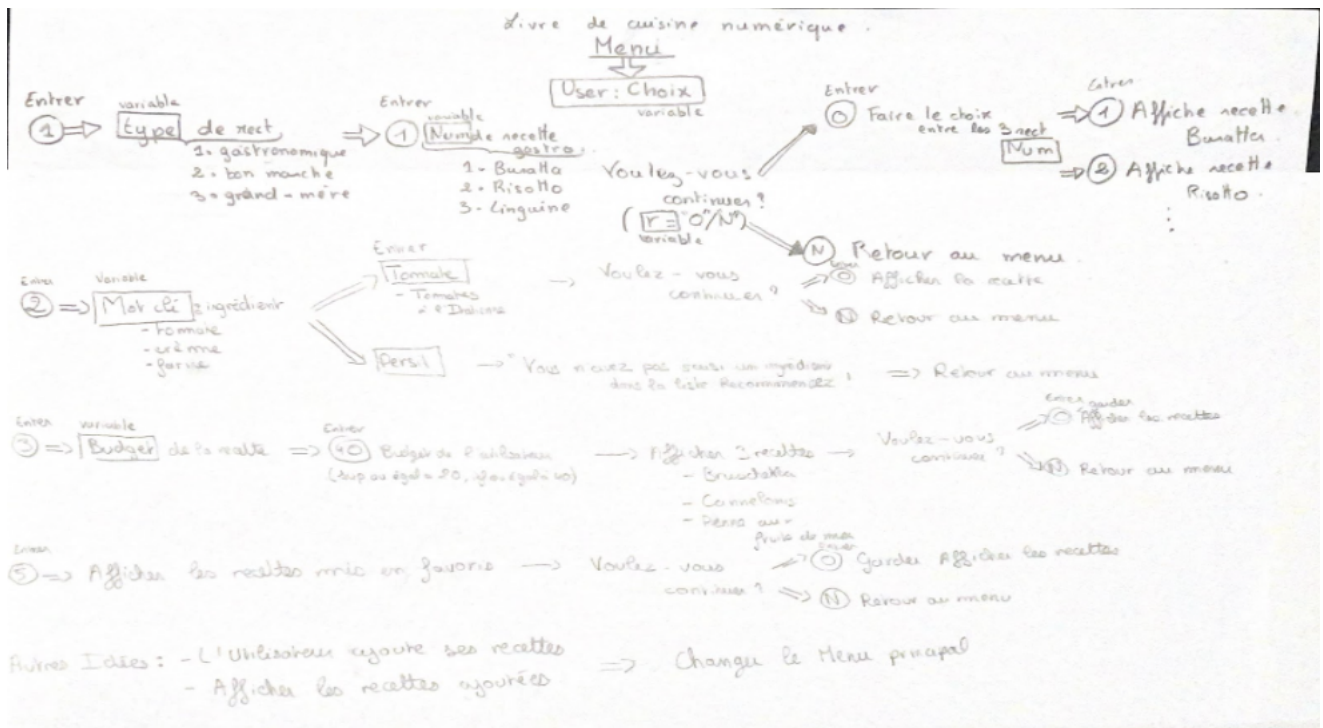 Livre de cuisine numérique.
Menu
User: Choix
variable
Entrer
1
variable
type de rect
1. gastronomique
2. bon marché
3. grand-mère
Entrer
1
variable
Num de recette
gastro.
1 - Buratta
2 - Risotto
3 - Linguine
Voulez-vous
continuer?
(r = "O"/N")
variable
Entrer
O Faire le choix
entre les 3 rect
Num
Entrer
1 Affiche recette
Buratta
2 Affiche recette
Risotto.
N Retour au menu.
Entrer
2
Variable
Mot clé : ingrédient
- Tomate
- crème
- farine
Entrer
Tomate
- Tomates
Voulez-vous
continuer?
O Afficher la recette
N Retour au menu
Persil
"Vous n'avez pas saisi un ingrédient
dans la liste
Retour au menu
Entrer
3
variable
Budget de la recette
Entrer
40 Budget de l'utilisateur
(sup ou égal à 20, 40)
Afficher 3 recettes
- Bruschetta
- Cannelloni
- Penne aux
fruits de mer
Voulez-vous
continuer?
Entrer garder
O Afficher les recettes
N Retour au menu
Entrer
5 Afficher les recettes mis en favoris
Voulez-vous
continuer?
Entrer
O Garder Afficher les recettes
N Retour au menu
Autres Idées : - L'Utilisateur ajoute ses recettes
- Afficher les recettes ajoutées
Changer le Menu principal